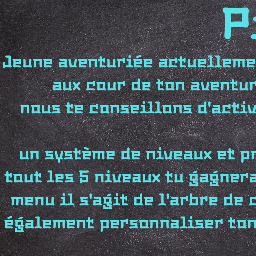 P
Jeune aventuriée actuelleme
aux cour de ton aventur
nous te conseillons d'activ
un système de niveaux et pr
tout les 5 niveaux tu gagnera
menu il s'agit de l'arbre de c
également personnaliser ton